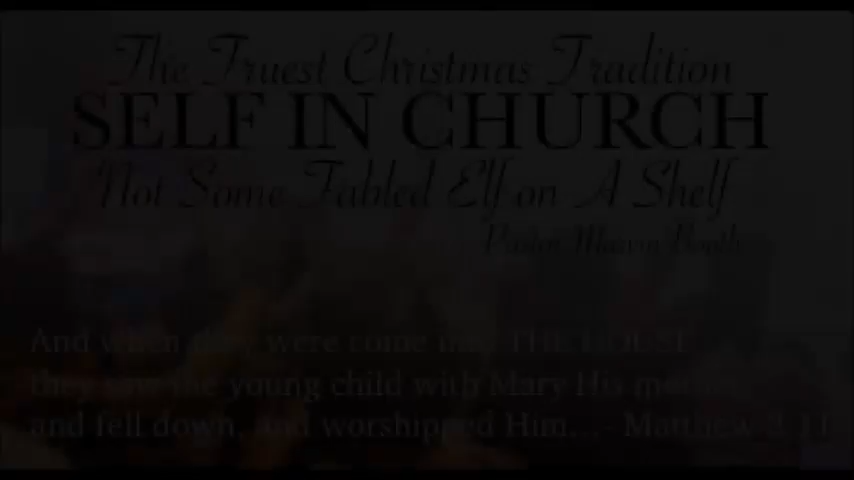 The Truest Christmas Tradition
SELF IN CHURCH
Not Some Fabled Elf on A Shelf
Pastor Booth
And when they were come into THE HOUSE
they saw the young child with Mary His mother
and fell down, and worshipped Him...- Matthew 2:11